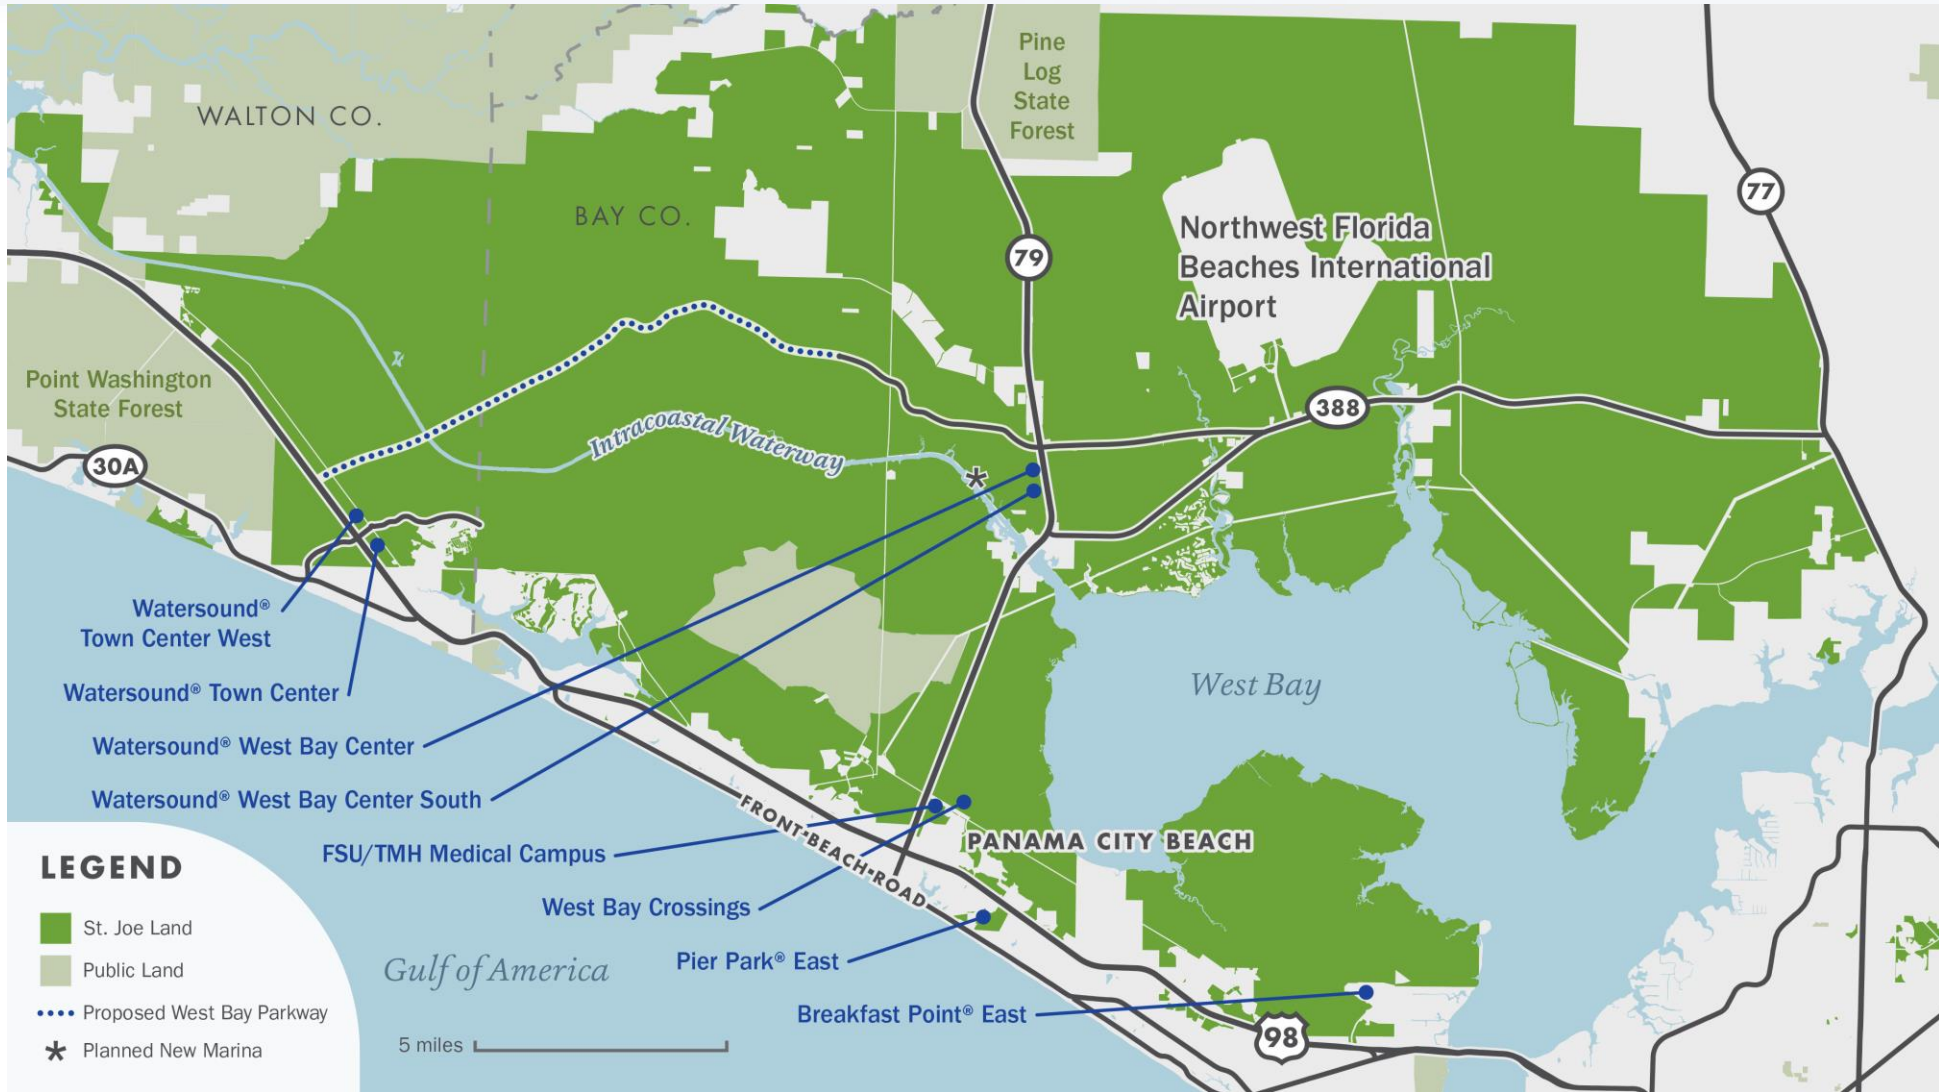 Pine
Log
State
Forest
WALTON CO.
77
BAY CO.
Northwest Florida
Beaches International
Airport
79
Point Washington
State Forest
388
Intracoastal Waterway
30A
*
Watersound®
Town Center West
Watersound® Town Center
West Bay
Watersound® West Bay Center
Watersound® West Bay Center South
FRONT BEACH ROAD
FSU/TMH Medical Campus
PANAMA CITY BEACH
West Bay Crossings
Gulf of America
Pier Park® East
Breakfast Point® East
98
5 miles
LEGEND
St. Joe Land
Public Land
Proposed West Bay Parkway
* Planned New Marina